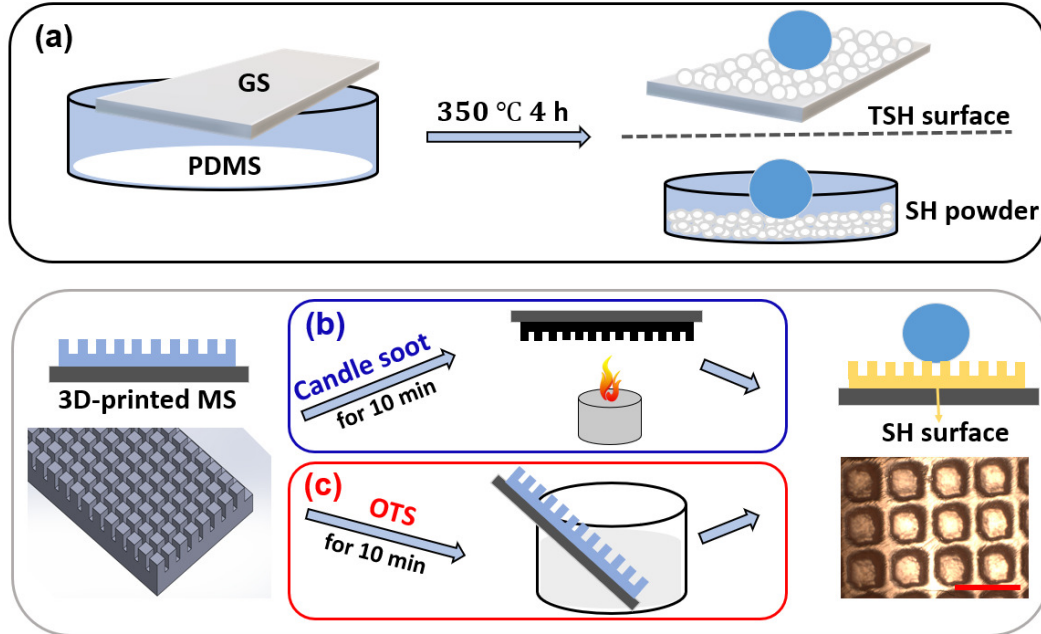 (a)
GS
PDMS
350 ℃ 4 h
TSH surface
SH powder
3D-printed MS
(b)
Candle soot
for 10 min
(c)
OTS
for 10 min
SH surface